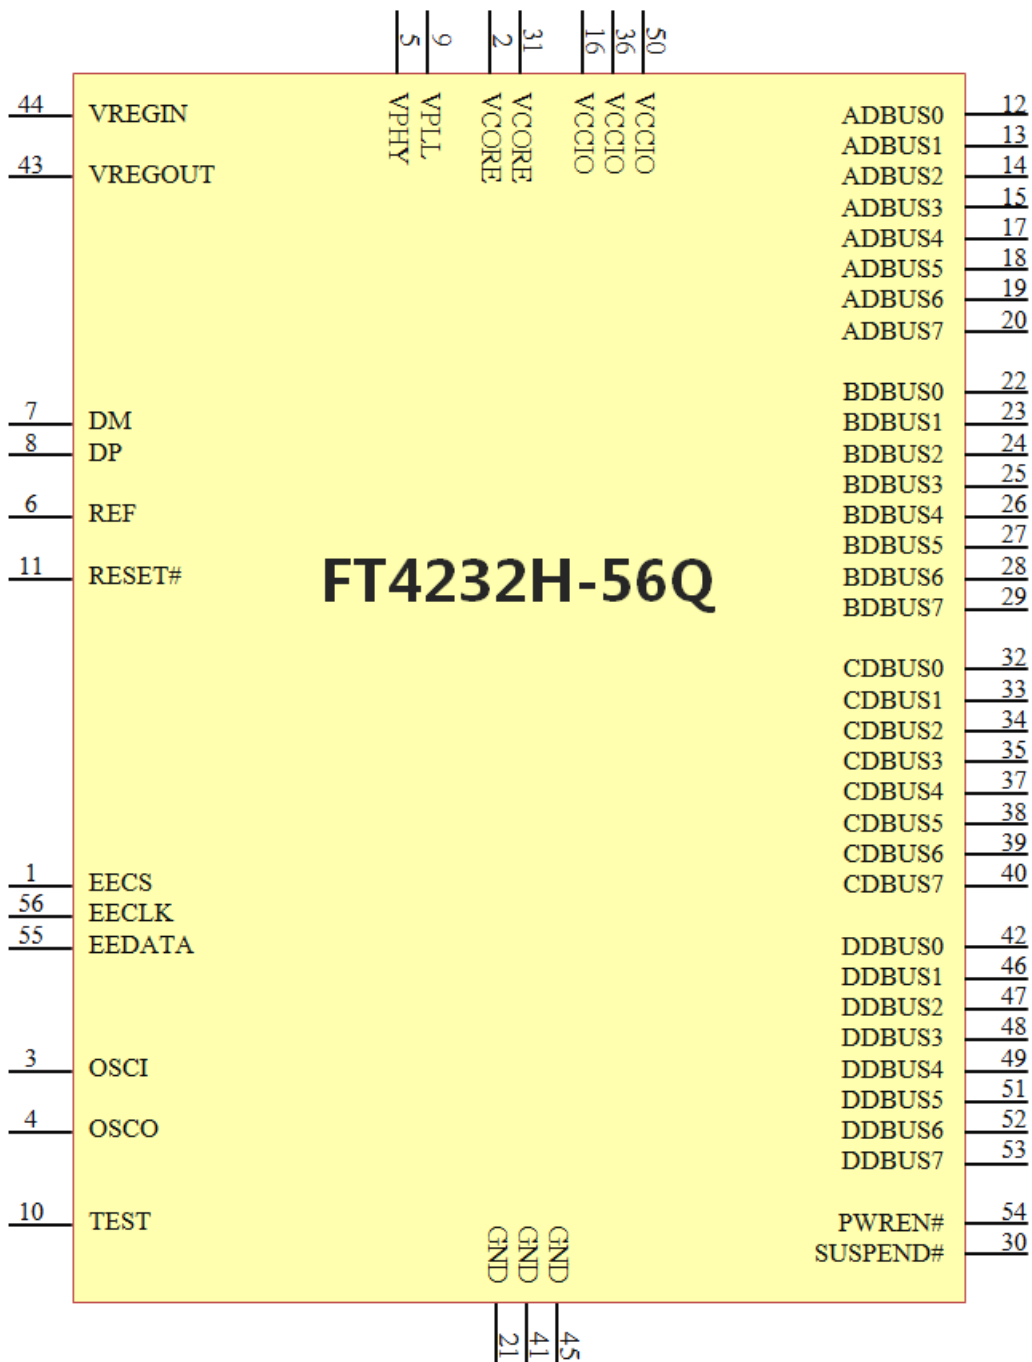 5 9 2 31 16 36 50
VPHY VPLL VCORE VCORE VCCIO VCCIO VCCIO
44 VREGIN ADBUS0 12
ADBUS1 13
43 VREGOUT ADBUS2 14
ADBUS3 15
ADBUS4 17
ADBUS5 18
ADBUS6 19
ADBUS7 20
BDBUS0 22
7 DM BDBUS1 23
8 DP BDBUS2 24
BDBUS3 25
6 REF BDBUS4 26
BDBUS5 27
11 RESET# FT4232H-56Q BDBUS6 28
BDBUS7 29
CDBUS0 32
CDBUS1 33
CDBUS2 34
CDBUS3 35
CDBUS4 37
CDBUS5 38
CDBUS6 39
1 EECS CDBUS7 40
56 EECLK
55 EEDATA DDBUS0 42
DDBUS1 46
DDBUS2 47
DDBUS3 48
3 OSCI DDBUS4 49
DDBUS5 51
4 OSCO DDBUS6 52
DDBUS7 53
10 TEST PWREN# 54
SUSPEND# 30
GND GND GND
21 41 45